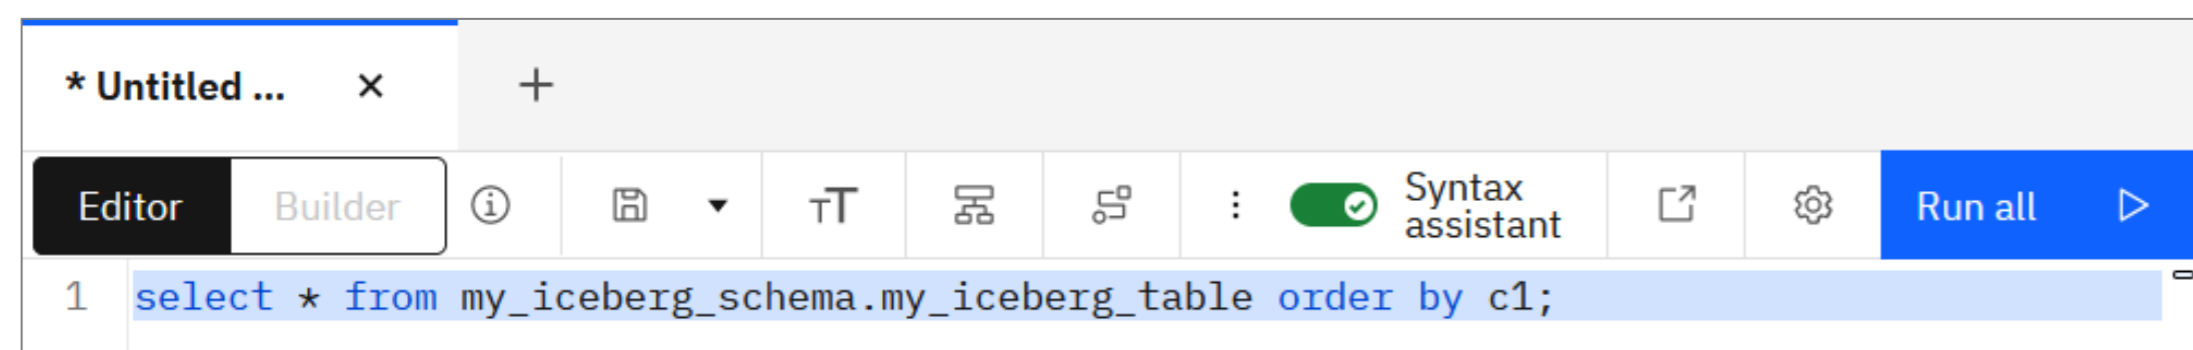 * Untitled ...
Editor Builder Syntax assistant Run all
1 select * from my_iceberg_schema.my_iceberg_table order by c1;